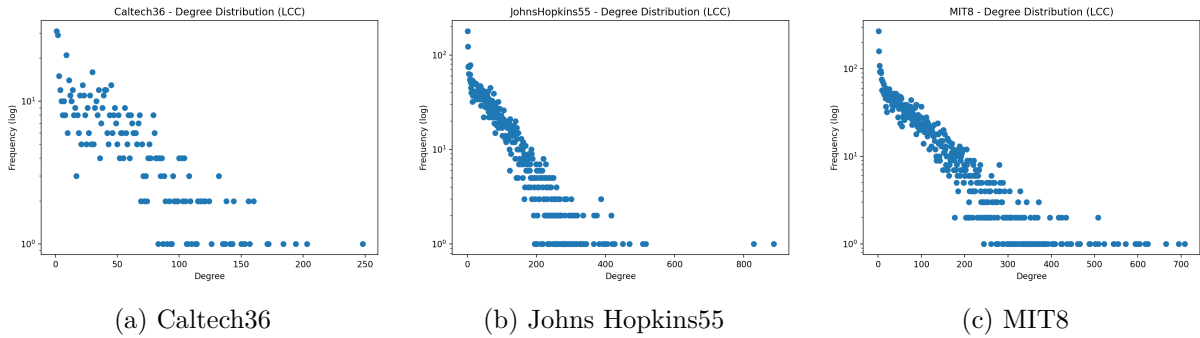 Caltech36 - Degree Distribution (LCC)
Frequency (log)
10¹
10⁰
0 50 100 150 200 250
Degree
(a) Caltech36
JohnsHopkins55 - Degree Distribution (LCC)
Frequency (log)
10²
10¹
10⁰
0 200 400 600 800
Degree
(b) Johns Hopkins55
MIT8 - Degree Distribution (LCC)
Frequency (log)
10²
10¹
10⁰
0 100 200 300 400 500 600 700
Degree
(c) MIT8